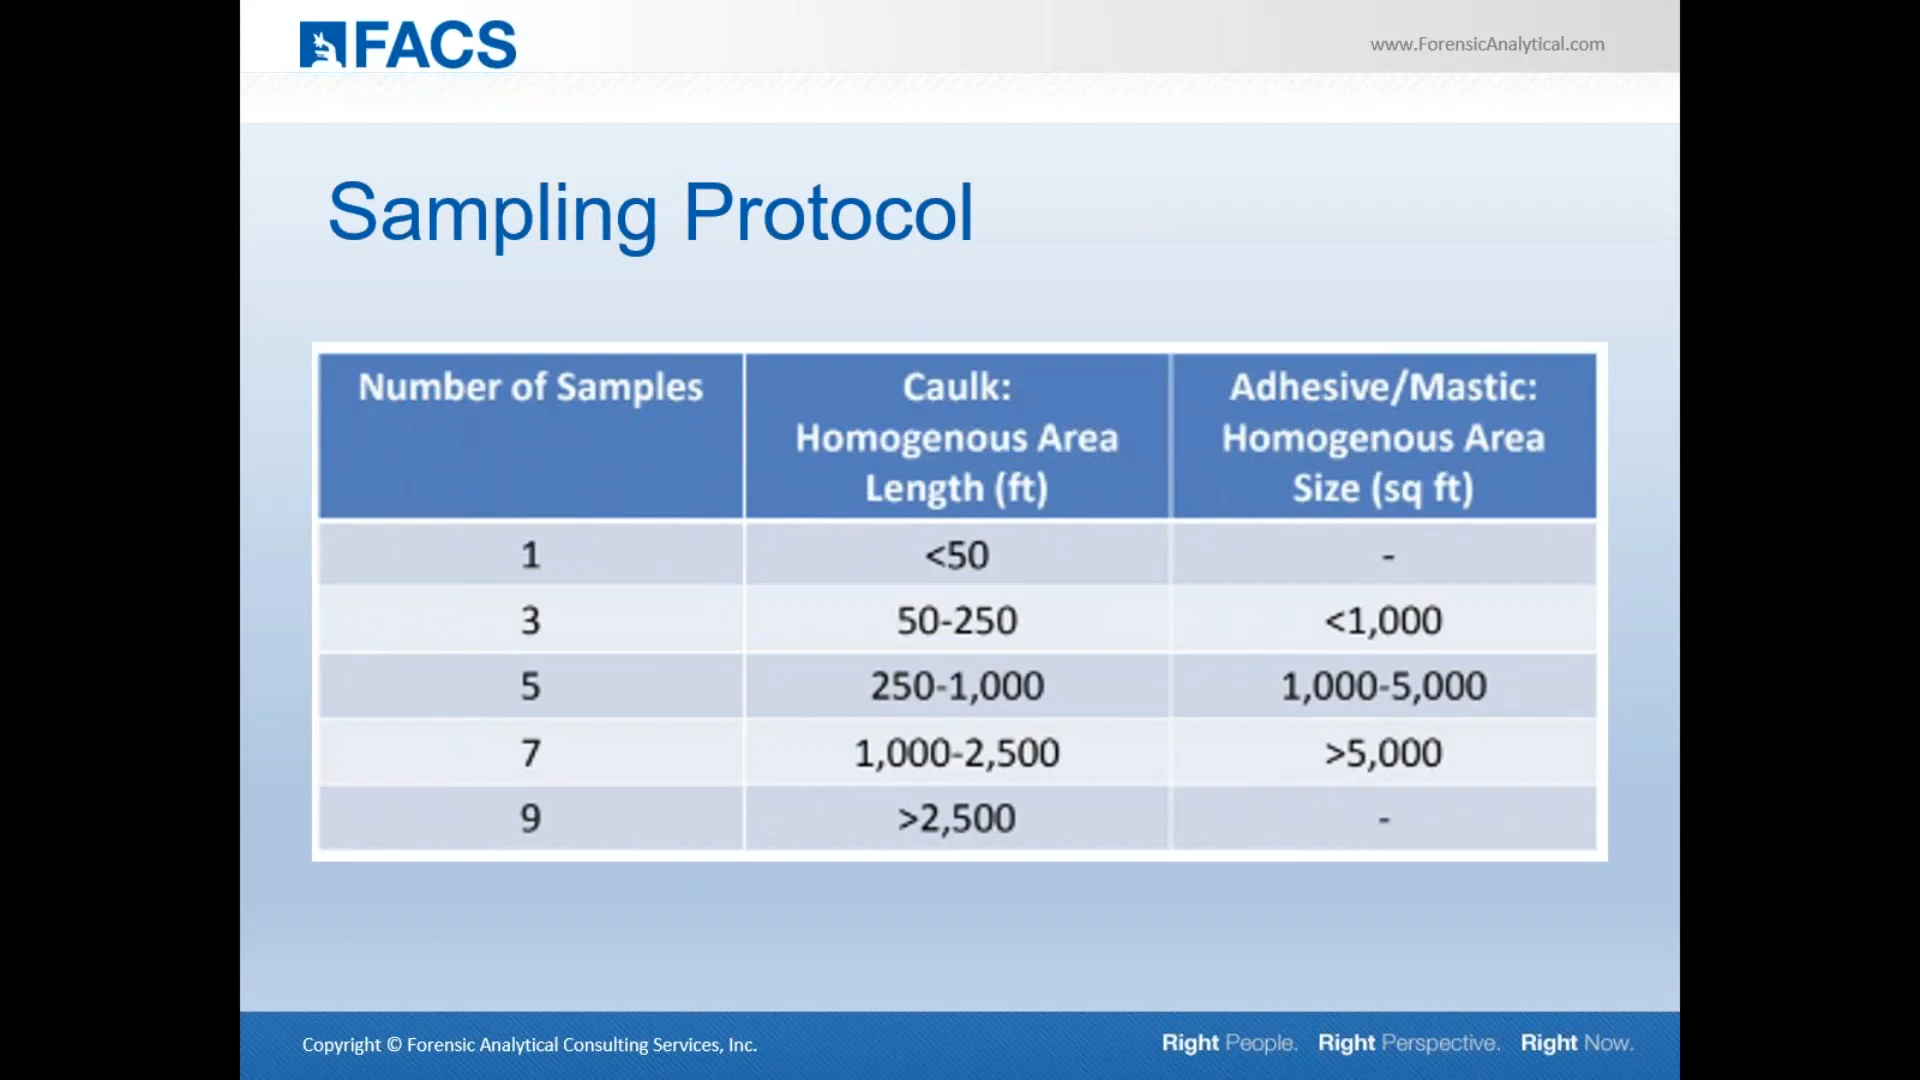 FACS
www.ForensicAnalytical.com
Sampling Protocol
Number of Samples
Caulk:
Homogenous Area
Length (ft)
Adhesive/Mastic:
Homogenous Area
Size (sq ft)
1 <50 -
3 50-250 <1,000
5 250-1,000 1,000-5,000
7 1,000-2,500 >5,000
9 >2,500 -
Copyright © Forensic Analytical Consulting Services, Inc.
Right People. Right Perspective. Right Now.